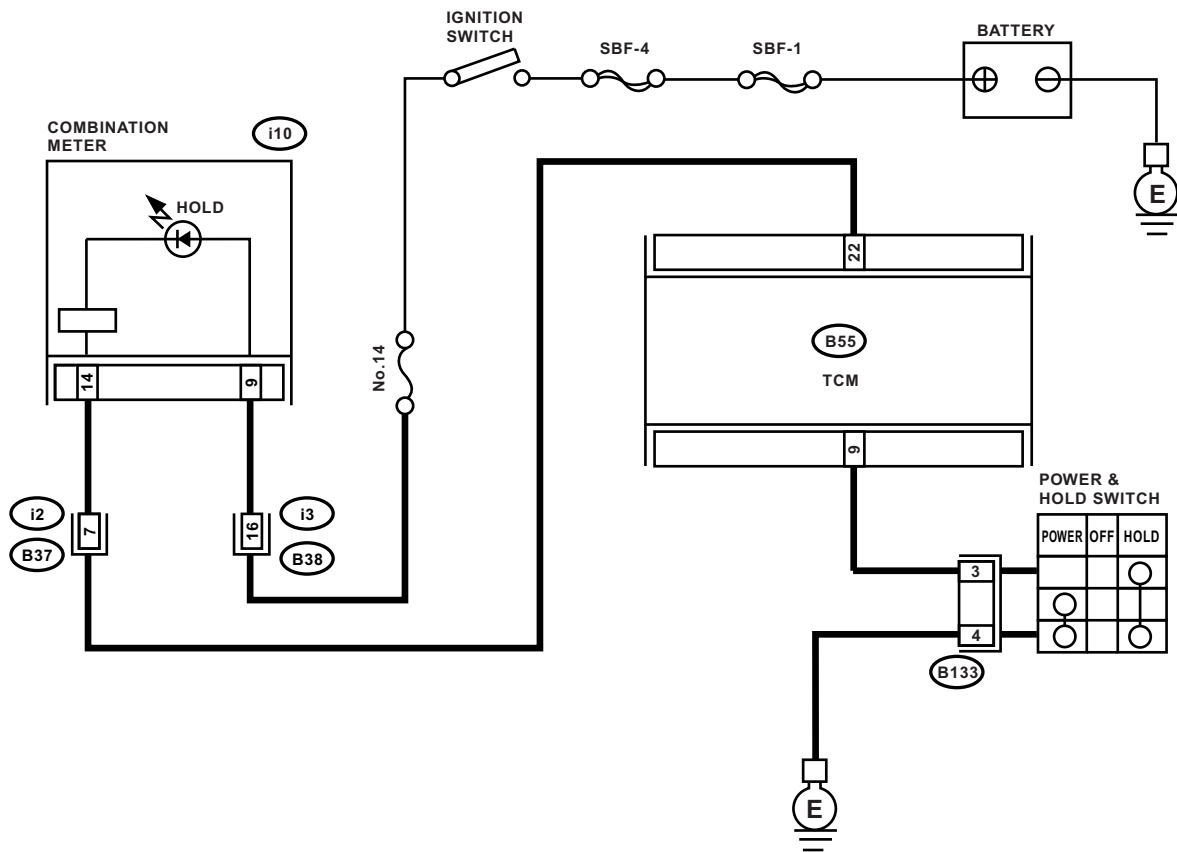 IGNITION
SWITCH
SBF-4
SBF-1
BATTERY
COMBINATION
METER
i10
E
HOLD
22
No.14
B55
TCM
14
9
9
POWER &
HOLD SWITCH
i2
7
16
i3
POWER OFF HOLD
B37
B38
3
4
B133
E